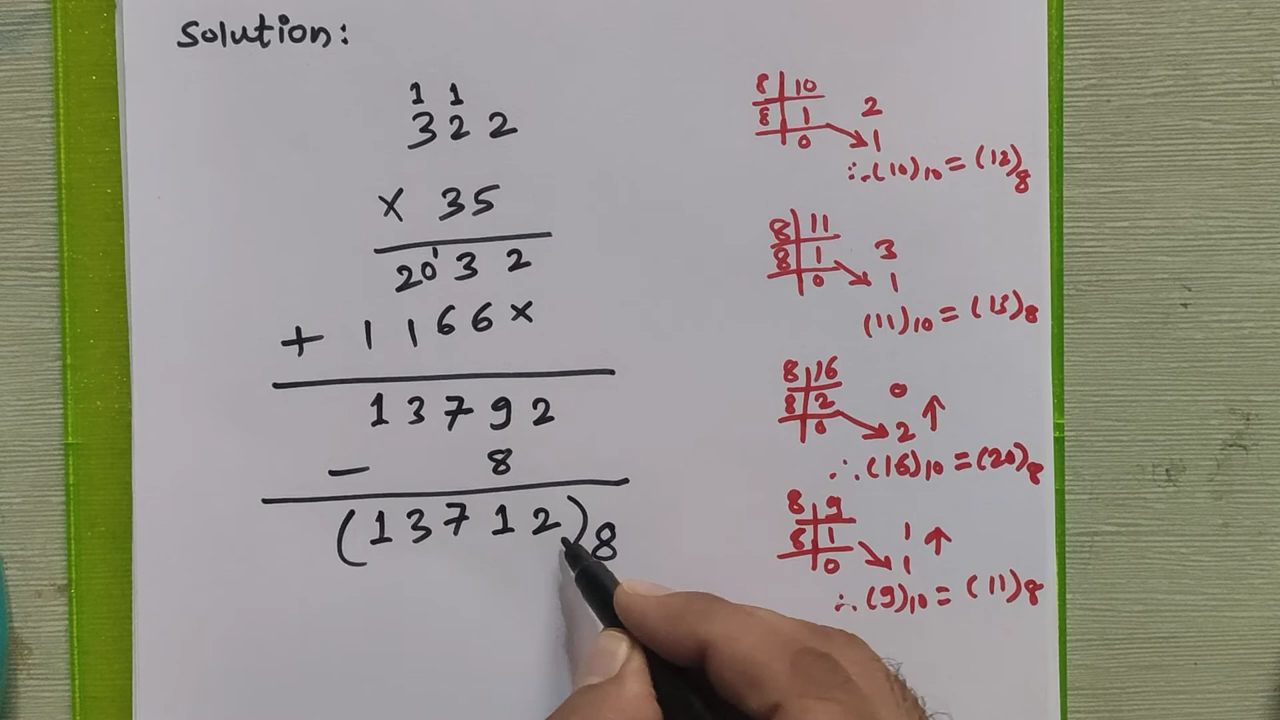 Solution:
1 1
3 2 2
× 3 5
1
2 0 3 2
+ 1 1 6 6 ×
1 3 7 9 2
− 8
(1 3 7 1 2)8
8 10
8 1 2
0 1
∴(10)10 = (12)8
8 11
8 1 3
0 1
(11)10 = (13)8
8 16
8 2 0
0 2 ↑
∴(16)10 = (20)8
8 9
8 1 1 ↑
0 1
∴(9)10 = (11)8